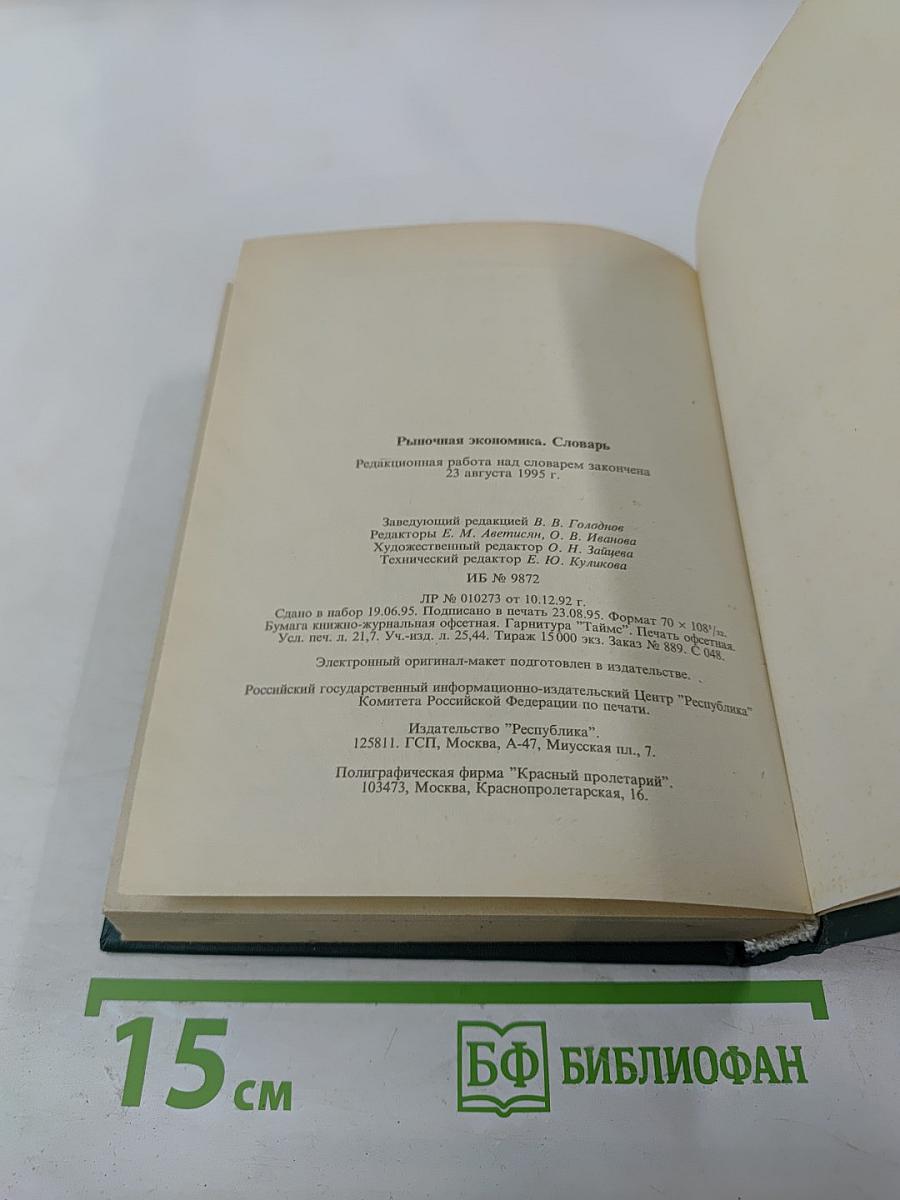 Рыночная экономика. Словарь
Редакционная работа над словарем закончена
23 августа 1995 г.
Заведующий редакцией В. В. Голоднов
Редакторы Е. М. Аветисян, О. В. Иванова
Художественный редактор О. Н. Зайцева
Технический редактор Е. Ю. Куликова
ИБ № 9872
ЛР № 010273 от 10.12.92 г.
Сдано в набор 19.06.95. Подписано в печать 23.08.95. Формат 70 × 108¹/₃₂.
Бумага книжно-журнальная офсетная. Гарнитура "Таймс". Печать офсетная.
Усл. печ. л. 21,7. Уч.-изд. л. 25,44. Тираж 15 000 экз. Заказ № 889. С 048.
Электронный оригинал-макет подготовлен в издательстве.
Российский государственный информационно-издательский Центр "Республика"
Комитета Российской Федерации по печати.
Издательство "Республика".
125811. ГСП, Москва, А-47, Миусская пл., 7.
Полиграфическая фирма "Красный пролетарий".
103473, Москва, Краснопролетарская, 16.
15 см
БФ БИБЛИОФАН